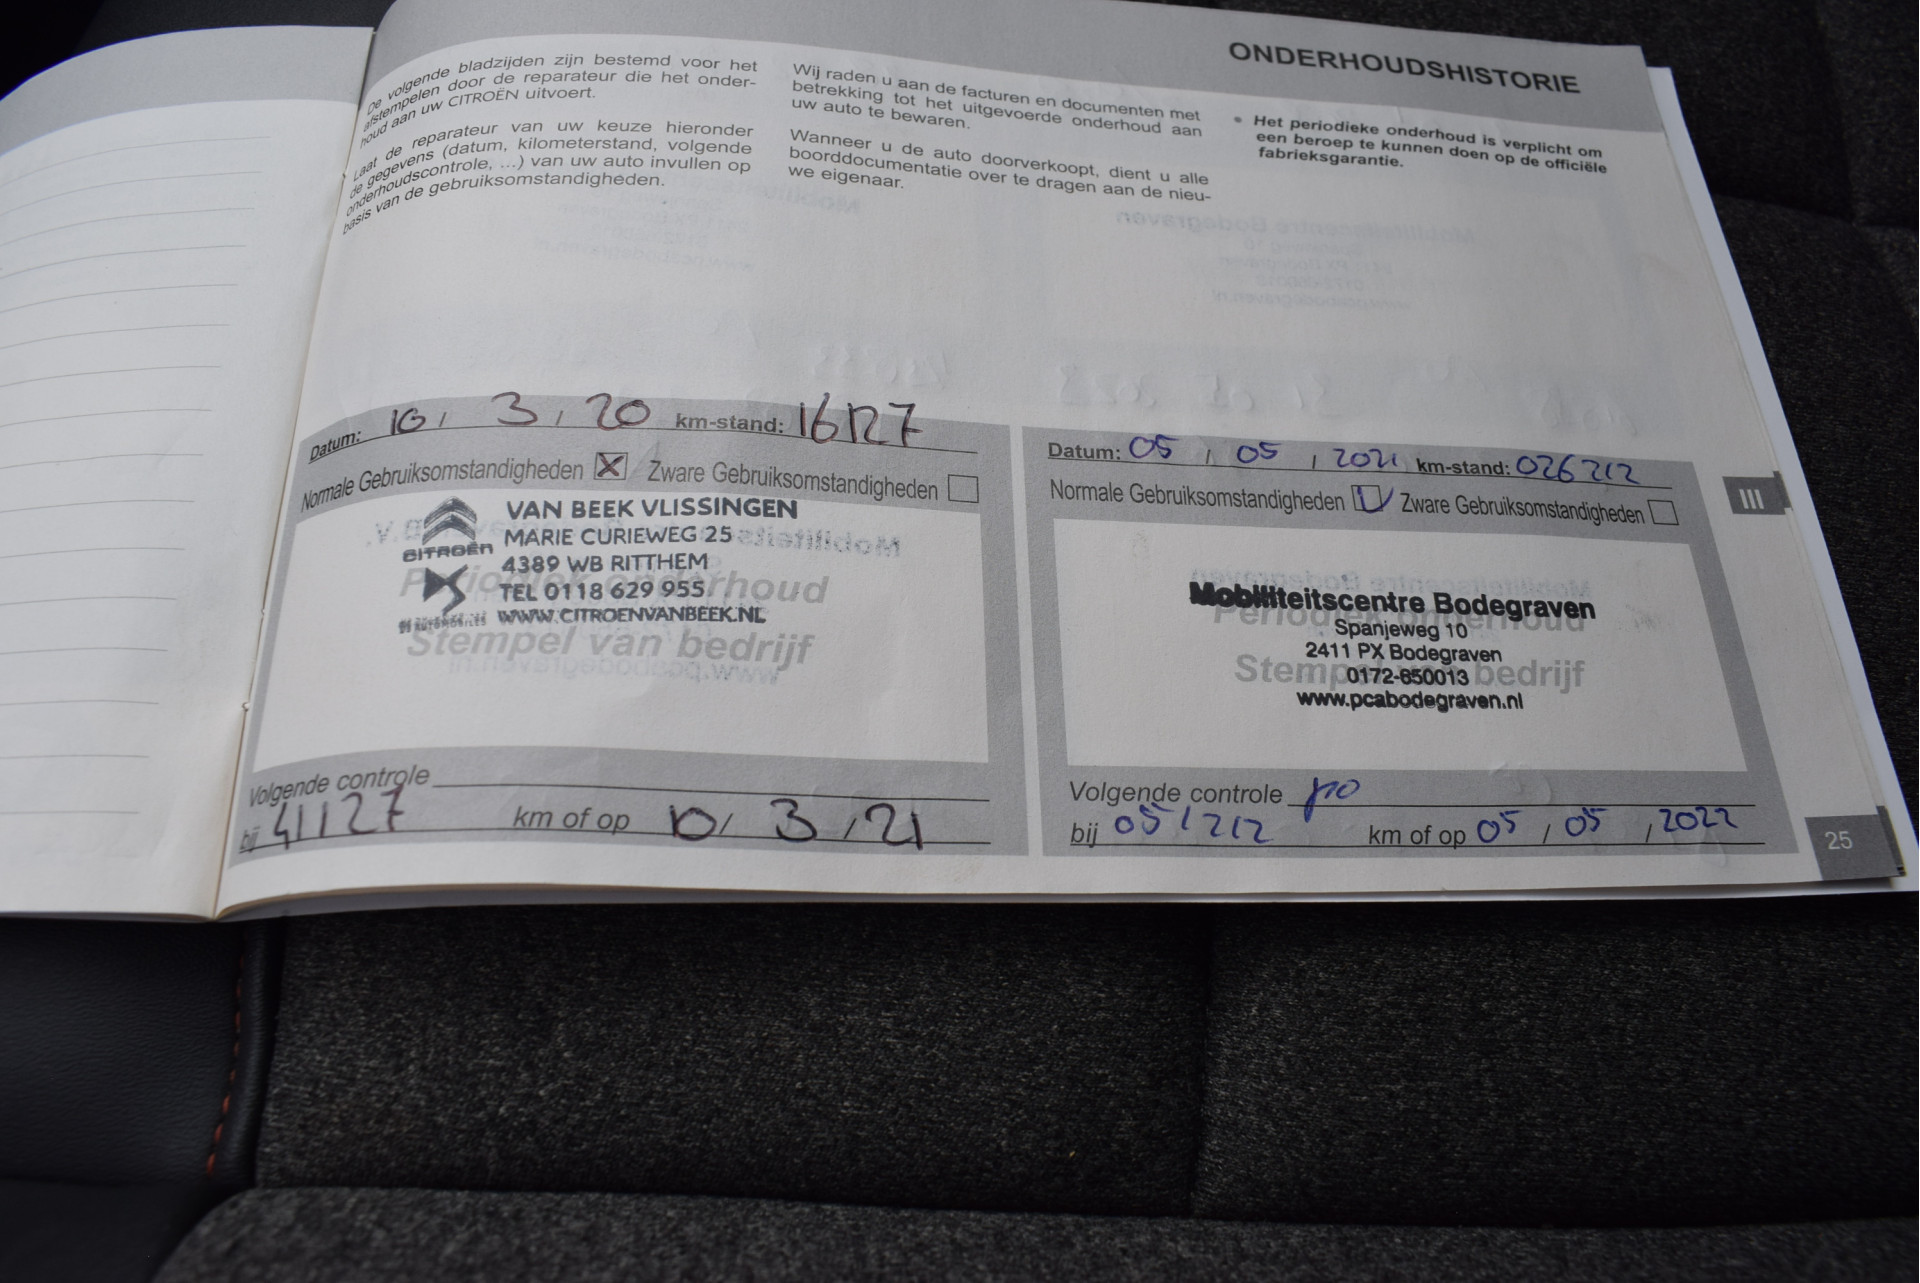 ONDERHOUDSHISTORIE
De volgende bladzijden zijn bestemd voor het
afstempelen door de reparateur die het onder-
houd aan uw CITROËN uitvoert.
Laat de reparateur van uw keuze hieronder
de gegevens (datum, kilometerstand, volgende
onderhoudscontrole, ...) van uw auto invullen op
basis van de gebruiksomstandigheden.
Wij raden u aan de facturen en documenten met
betrekking tot het uitgevoerde onderhoud aan
uw auto te bewaren.
Wanneer u de auto doorverkoopt, dient u alle
boorddocumentatie over te dragen aan de nieu-
we eigenaar.
• Het periodieke onderhoud is verplicht om
een beroep te kunnen doen op de officiële
fabrieksgarantie.
Datum: 10 / 3 / 20 km-stand: 16127
Normale Gebruiksomstandigheden X Zware Gebruiksomstandigheden
CITROËN
VAN BEEK VLISSINGEN
MARIE CURIEWEG 25
4389 WB RITTHEM
TEL 0118 629 955
DS AUTOMOBILES WWW.CITROENVANBEEK.NL
Periodiek onderhoud
Stempel van bedrijf
Volgende controle
bij 41127 km of op 10 / 3 / 21
Datum: 05 / 05 / 2021 km-stand: 026212
Normale Gebruiksomstandigheden Zware Gebruiksomstandigheden
Mobiliteitscentre Bodegraven
Spanjeweg 10
2411 PX Bodegraven
0172-650013
www.pcabodegraven.nl
Periodiek onderhoud
Stempel van bedrijf
Volgende controle
bij 051212 km of op 05 / 05 / 2022
III
25